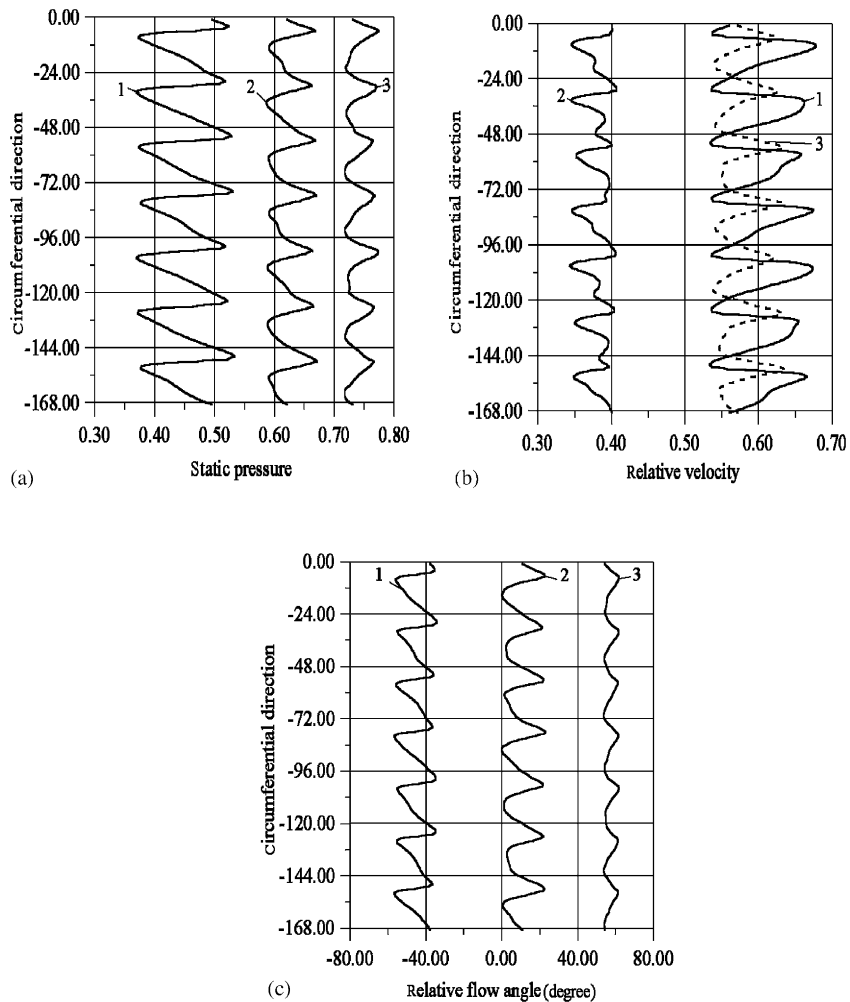 0.00
-24.00
-48.00
-72.00
-96.00
-120.00
-144.00
-168.00
Circumferential direction
1
2
3
0.30 0.40 0.50 0.60 0.70 0.80
Static pressure
(a)
0.00
-24.00
-48.00
-72.00
-96.00
-120.00
-144.00
-168.00
Circumferential direction
2
1
3
0.30 0.40 0.50 0.60 0.70
Relative velocity
(b)
0.00
-24.00
-48.00
-72.00
-96.00
-120.00
-144.00
-168.00
Circumferential direction
1
2
3
-80.00 -40.00 0.00 40.00 80.00
Relative flow angle (degree)
(c)